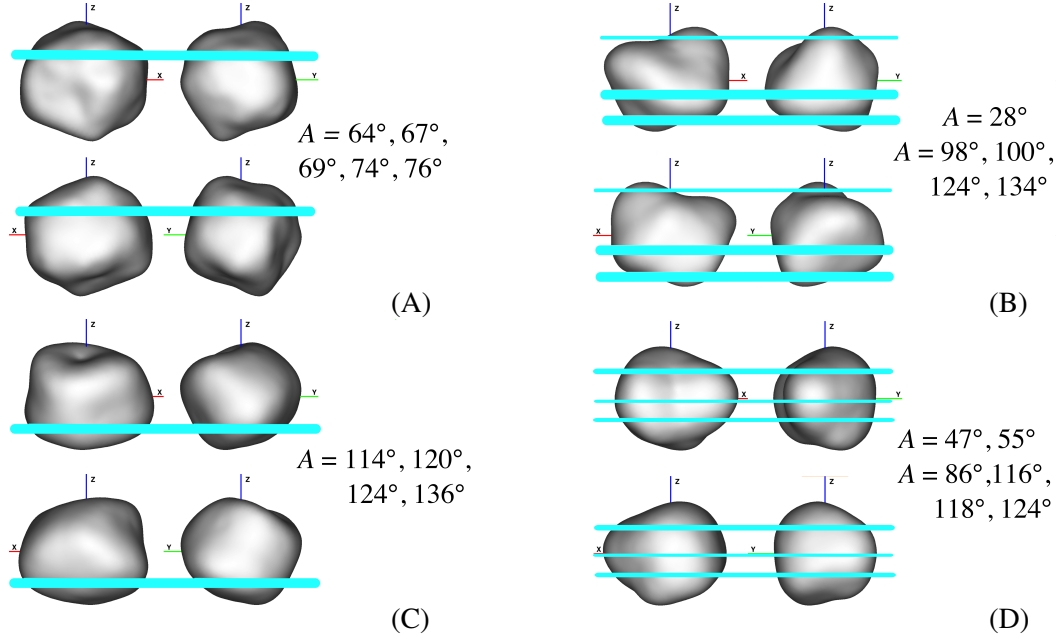 Z Z
X Y
A = 64°, 67°,
69°, 74°, 76°
Z Z
X Y
(A)
Z Z
X Y
A = 28°
A = 98°, 100°,
124°, 134°
Z Z
X Y
(B)
Z Z
X Y
A = 114°, 120°,
124°, 136°
Z Z
X Y
(C)
Z Z
X Y
A = 47°, 55°
A = 86°,116°,
118°, 124°
Z Z
X Y
(D)